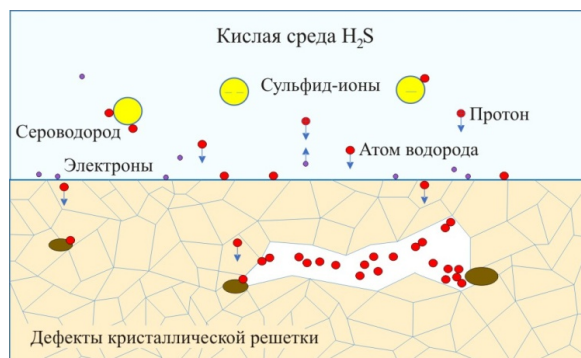 Кислая среда H₂S
Сульфид-ионы
Протон
Сероводород
Атом водорода
Электроны
Дефекты кристаллической решетки